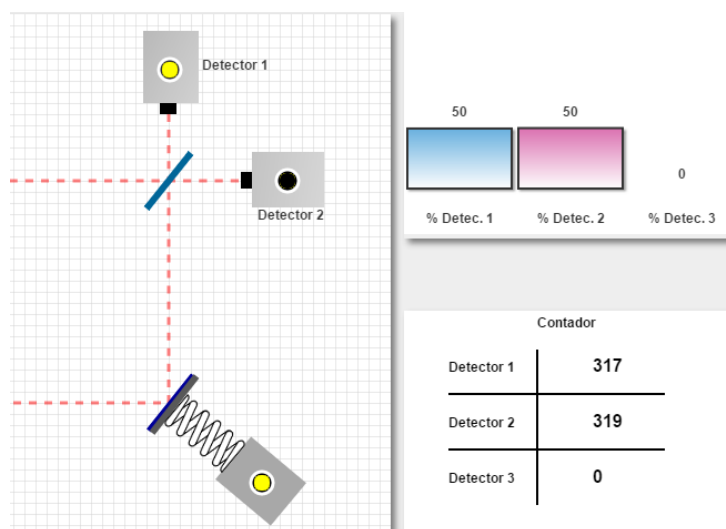 Detector 1
Detector 2
50 50 0
% Detec. 1 % Detec. 2 % Detec. 3
Contador
Detector 1 317
Detector 2 319
Detector 3 0